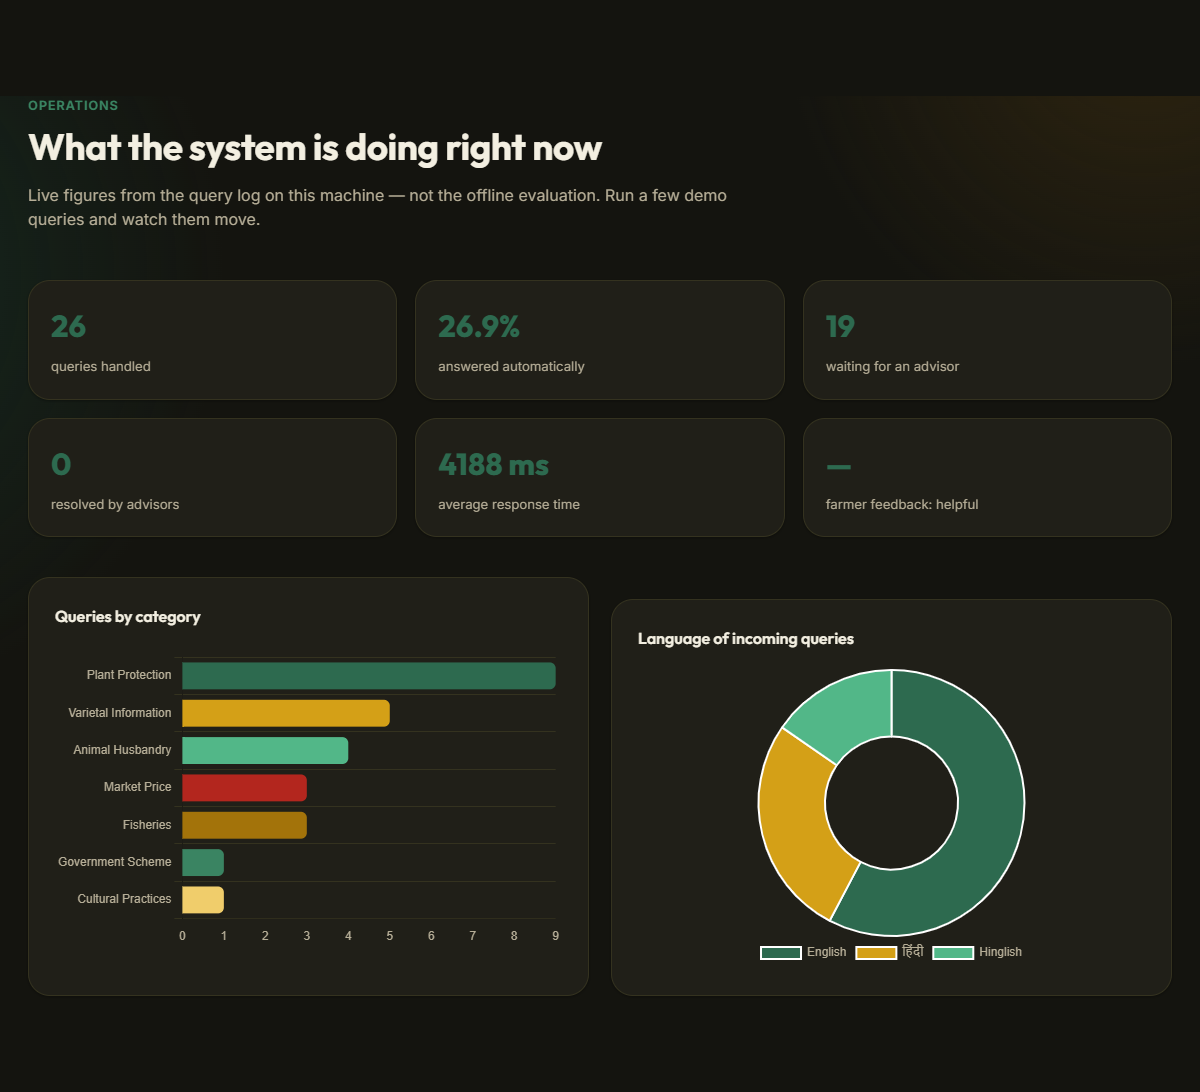 OPERATIONS
What the system is doing right now
Live figures from the query log on this machine — not the offline evaluation. Run a few demo
queries and watch them move.
26
queries handled
26.9%
answered automatically
19
waiting for an advisor
0
resolved by advisors
4188 ms
average response time
—
farmer feedback: helpful
Queries by category
Plant Protection
Varietal Information
Animal Husbandry
Market Price
Fisheries
Government Scheme
Cultural Practices
0 1 2 3 4 5 6 7 8 9
Language of incoming queries
English हिंदी Hinglish